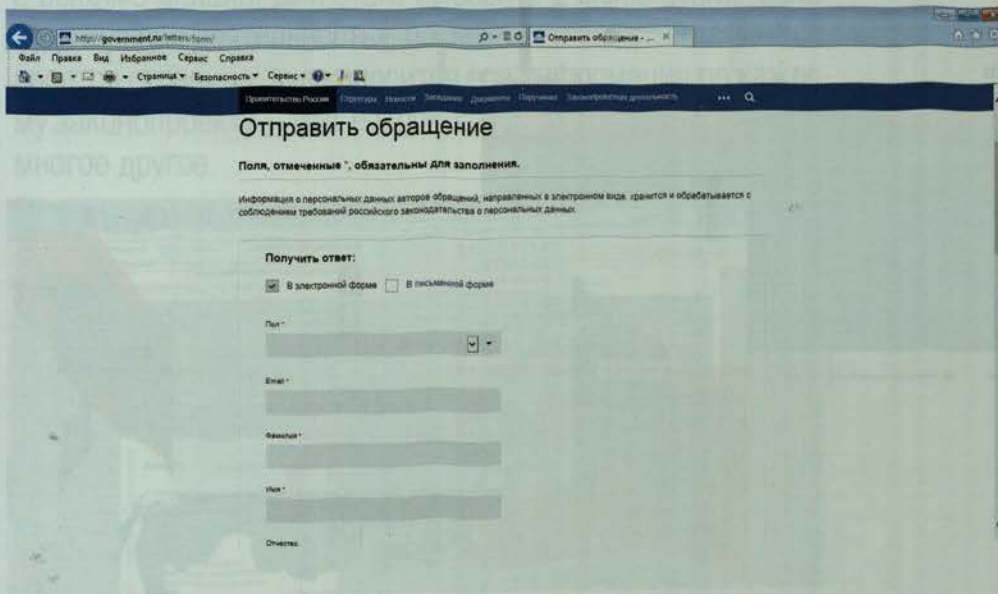 http://government.ru/letters/form/
Отправить обращение - ...
Файл Правка Вид Избранное Сервис Справка
Страница Безопасность Сервис
Правительство России Структура Новости Заседания Документы Поручения Законопроектная деятельность
Отправить обращение
Поля, отмеченные *, обязательны для заполнения.
Информация о персональных данных авторов обращений, направленных в электронном виде, хранится и обрабатывается с
соблюдением требований российского законодательства о персональных данных.
многое другое.
Получить ответ:
В электронной форме В письменной форме
Пол *
Email *
Фамилия *
Имя *
Отчество